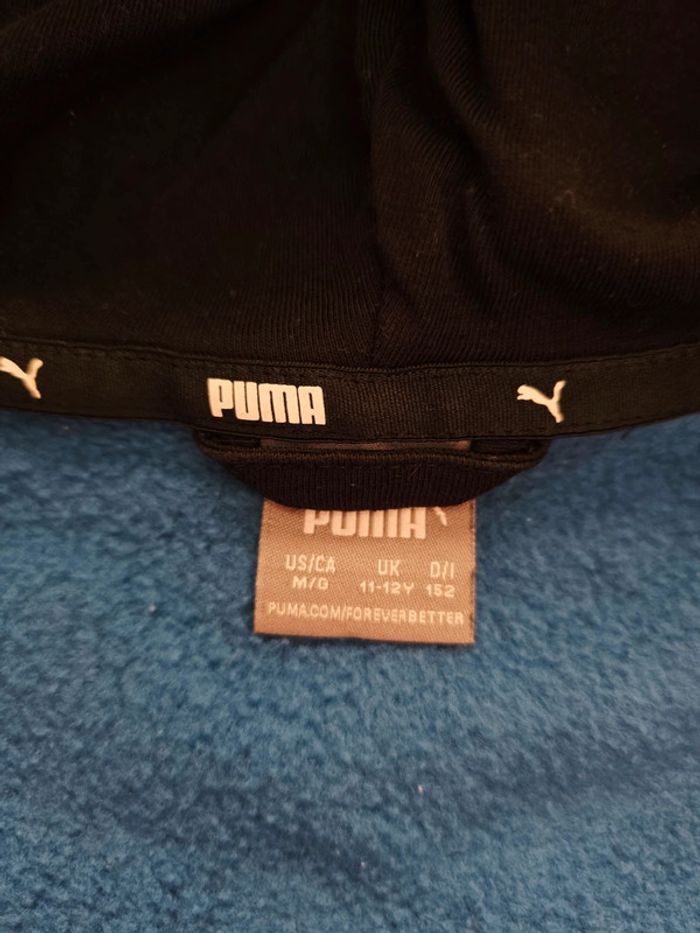 PUMA
PUMA
US/CA UK D/I
M/G 11-12Y 152
PUMA.COM/FOREVERBETTER